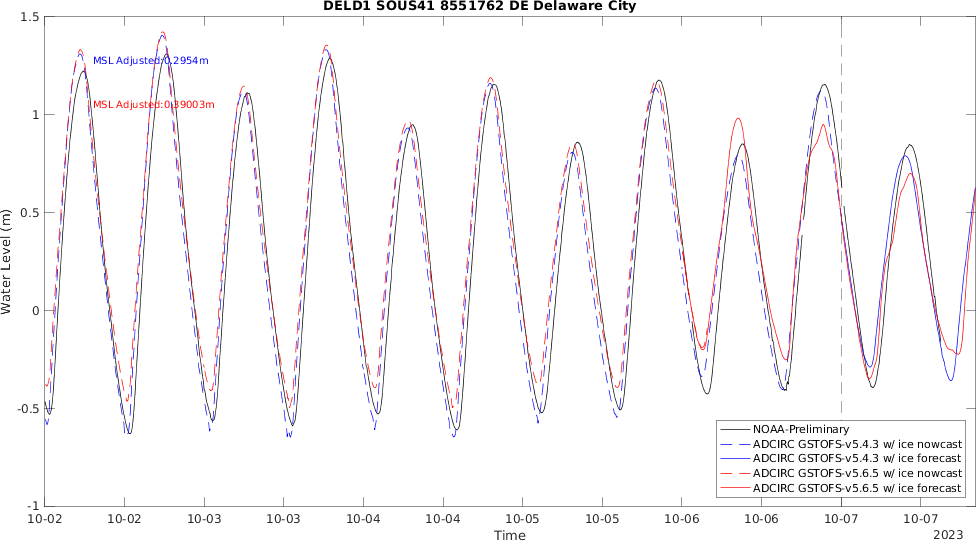 DELD1 SOUS41 8551762 DE Delaware City
1.5
1
0.5
0
-0.5
-1
Water Level (m)
MSL Adjusted:0.2954m
MSL Adjusted:0.39003m
NOAA-Preliminary
ADCIRC GSTOFS-v5.4.3 w/ ice nowcast
ADCIRC GSTOFS-v5.4.3 w/ ice forecast
ADCIRC GSTOFS-v5.6.5 w/ ice nowcast
ADCIRC GSTOFS-v5.6.5 w/ ice forecast
10-02 10-02 10-03 10-03 10-04 10-04 10-05 10-05 10-06 10-06 10-07 10-07
Time
2023